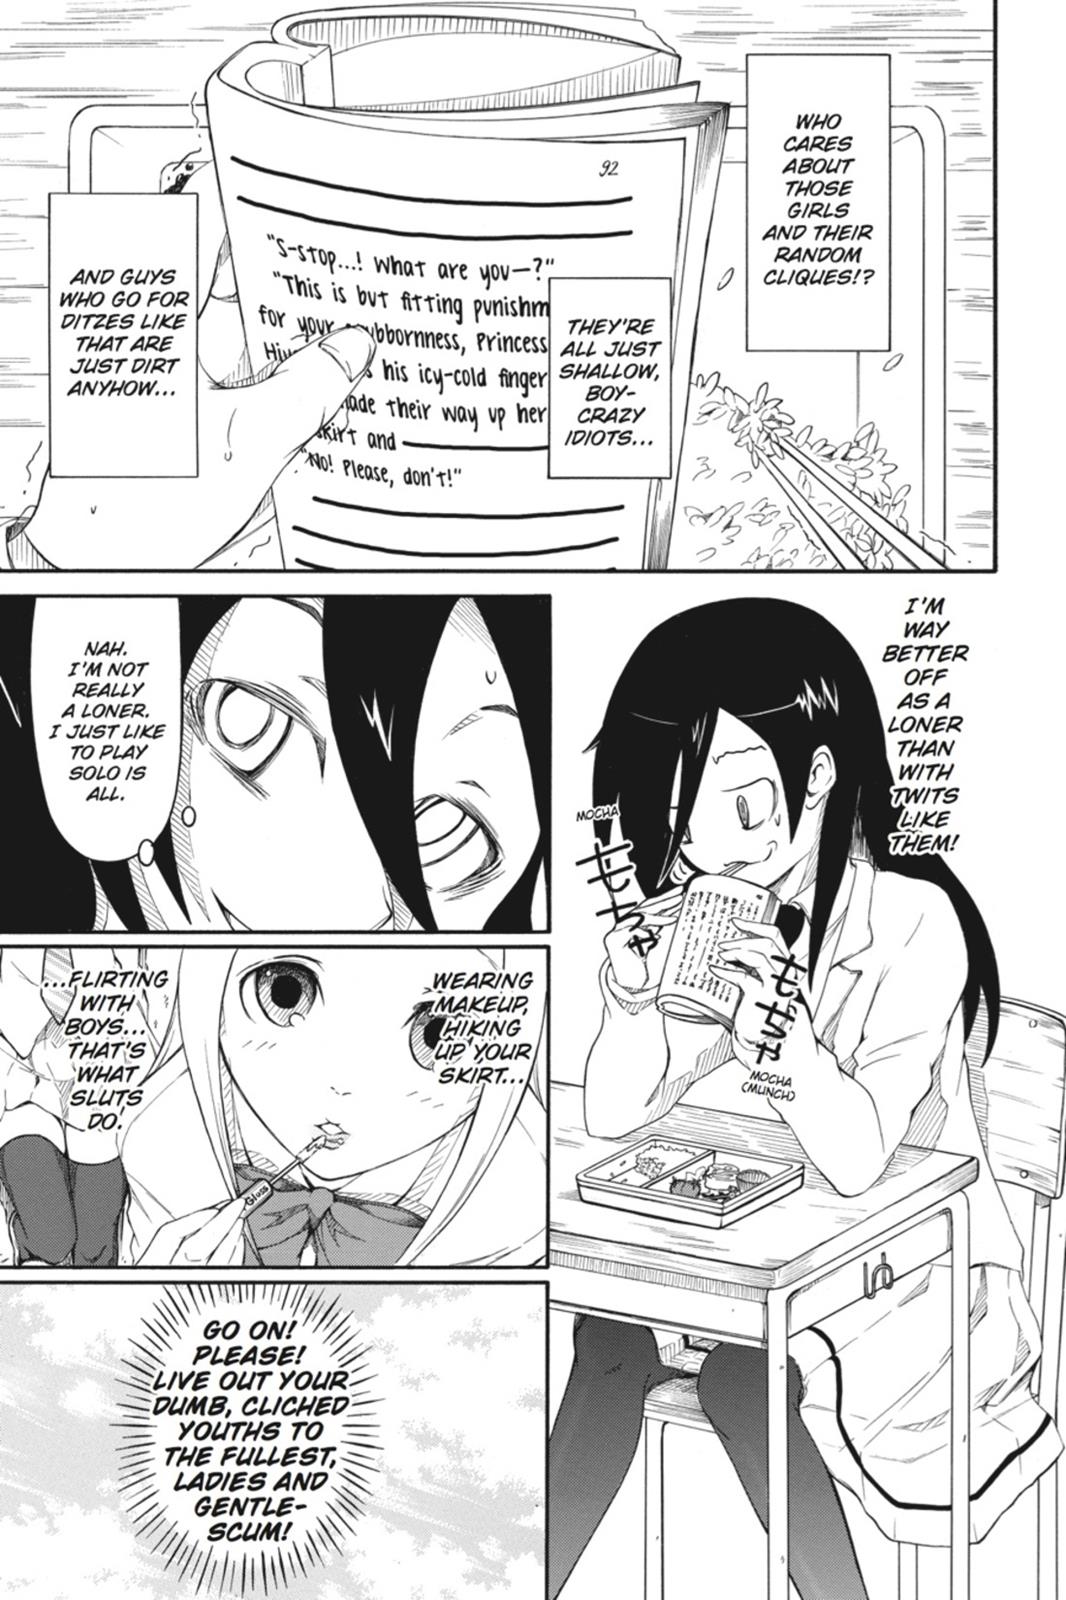 WHO
CARES
ABOUT
THOSE
GIRLS
AND THEIR
RANDOM
CLIQUES!?
THEY'RE
ALL JUST
SHALLOW,
BOY-
CRAZY
IDIOTS...
AND GUYS
WHO GO FOR
DITZES LIKE
THAT ARE
JUST DIRT
ANYHOW...
92
"S-stop...! What are you—?"
"This is but fitting punishm
for your stubbornness, Princess
his icy-cold finger
made their way up her
skirt and
"No! Please, don't!"
I'M
WAY
BETTER
OFF
AS A
LONER
THAN
WITH
TWITS
LIKE
THEM!
MOCHA
もちゃ
もちゃ
MOCHA
(MUNCH)
NAH.
I'M NOT
REALLY
A LONER.
I JUST LIKE
TO PLAY
SOLO IS
ALL.
WEARING
MAKEUP,
HIKING
UP YOUR
SKIRT...
...FLIRTING
WITH
BOYS...
THAT'S
WHAT
SLUTS
DO.
Gloss
GO ON!
PLEASE!
LIVE OUT YOUR
DUMB, CLICHED
YOUTHS TO
THE FULLEST,
LADIES AND
GENTLE-
SCUM!